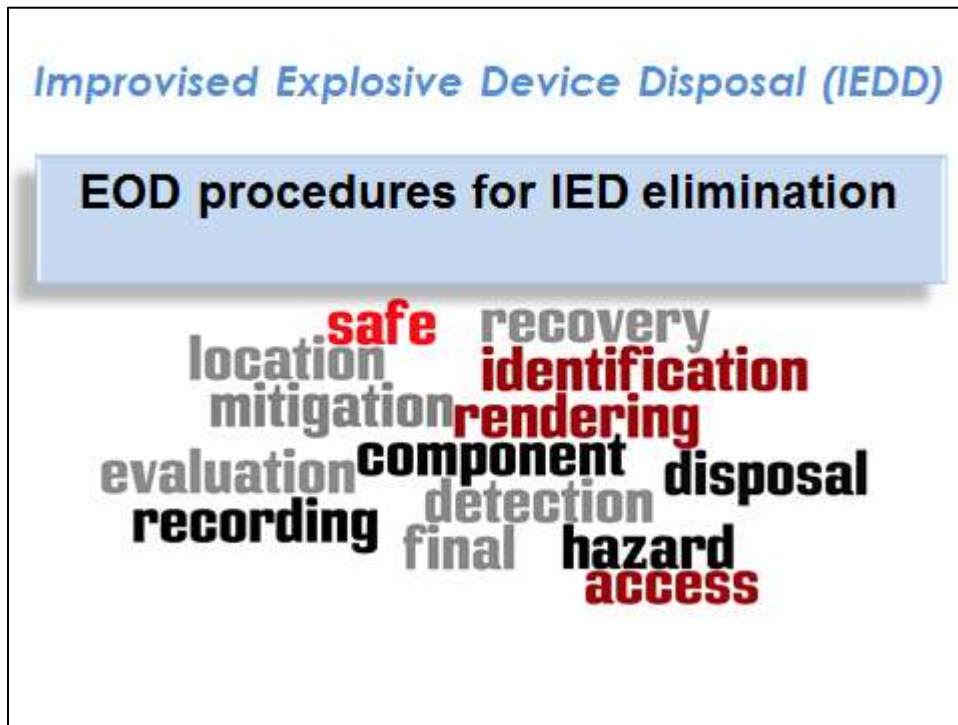 Improvised Explosive Device Disposal (IEDD)
EOD procedures for IED elimination
safe recovery
location identification
mitigation rendering
evaluation component disposal
recording detection
final hazard
access